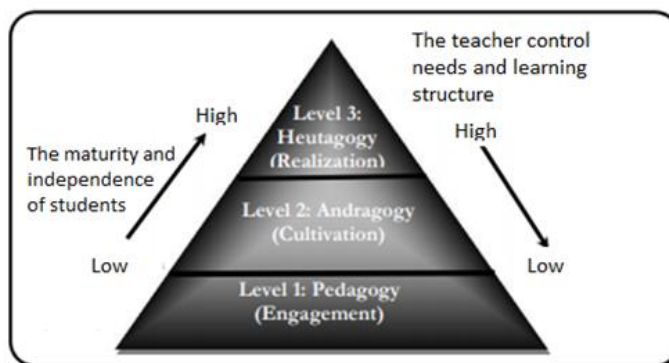 The teacher control
needs and learning
structure
High
High
Level 3:
Heutagogy
(Realization)
The maturity and
independence
of students
Level 2: Andragogy
(Cultivation)
Low
Low
Level 1: Pedagogy
(Engagement)